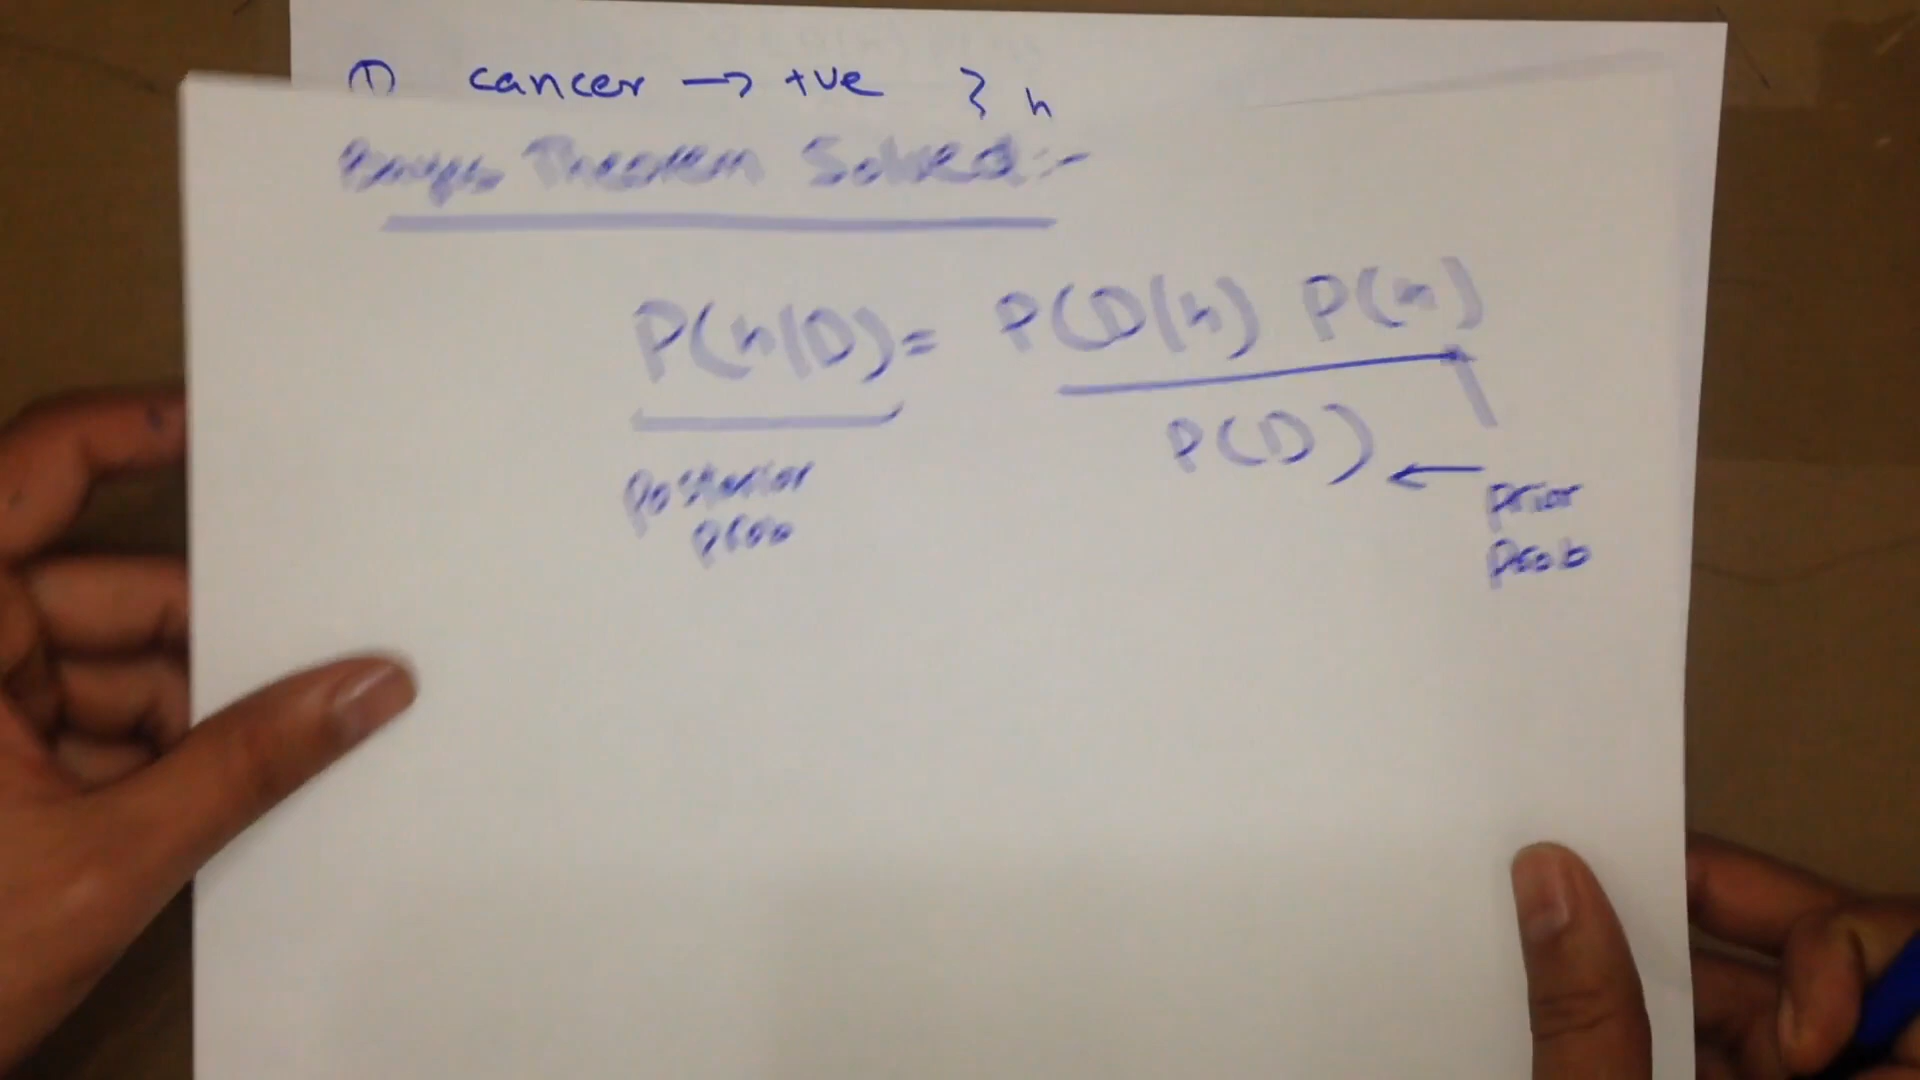 ① cancer → +ve } h
Bayes Theorem Solved :-
P(h|D) = P(D|h) P(h)
P(D)
posterior
prob
prior
prob